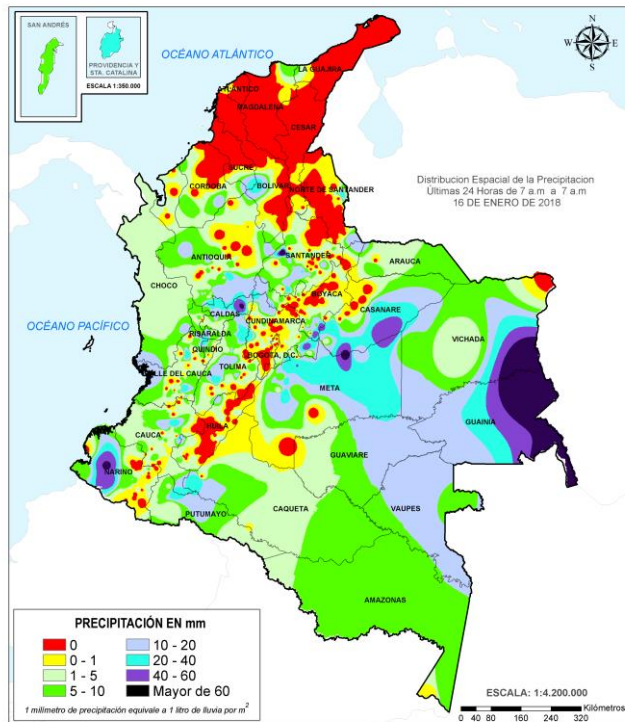 SAN ANDRÉS
PROVIDENCIA Y
STA. CATALINA
ESCALA 1:350.000
OCÉANO ATLÁNTICO
N
W E
S
LA GUAJIRA
ATLÁNTICO
MAGDALENA
CESAR
SUCRE
CORDOBA
BOLIVAR
NORTE DE SANTANDER
Distribucion Espacial de la Precipitacion
Últimas 24 Horas de 7 a.m a 7 a.m
16 DE ENERO DE 2018
ANTIOQUIA
SANTANDER
ARAUCA
CHOCO
BOYACA
CASANARE
CALDAS
CUNDINAMARCA
OCÉANO PACÍFICO
RISARALDA
VICHADA
QUINDIO
BOGOTA, D.C.
VALLE DEL CAUCA
TOLIMA
META
GUAINIA
CAUCA
HUILA
GUAVIARE
NARIÑO
CAQUETA
VAUPES
PUTUMAYO
AMAZONAS
PRECIPITACIÓN EN mm
0 10 - 20
0 - 1 20 - 40
1 - 5 40 - 60
5 - 10 Mayor de 60
1 milimetro de precipitación equivale a 1 litro de lluvia por m2
ESCALA: 1:4.200.000
Kilómetros
0 40 80 160 240 320